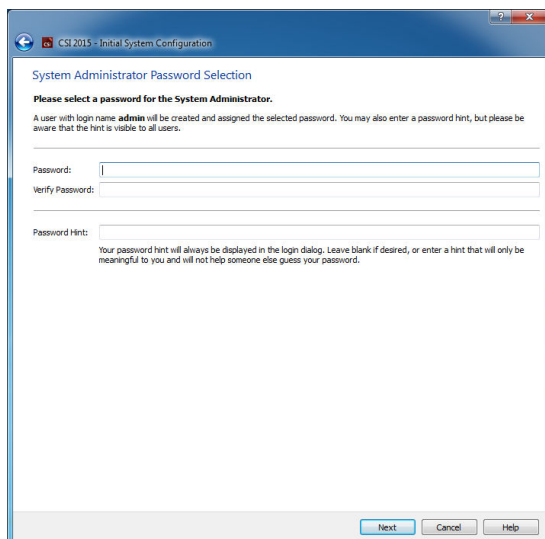 CSI 2015 - Initial System Configuration
System Administrator Password Selection
Please select a password for the System Administrator.
A user with login name admin will be created and assigned the selected password. You may also enter a password hint, but please be
aware that the hint is visible to all users.
Password:
Verify Password:
Password Hint:
Your password hint will always be displayed in the login dialog. Leave blank if desired, or enter a hint that will only be
meaningful to you and will not help someone else guess your password.
Next Cancel Help